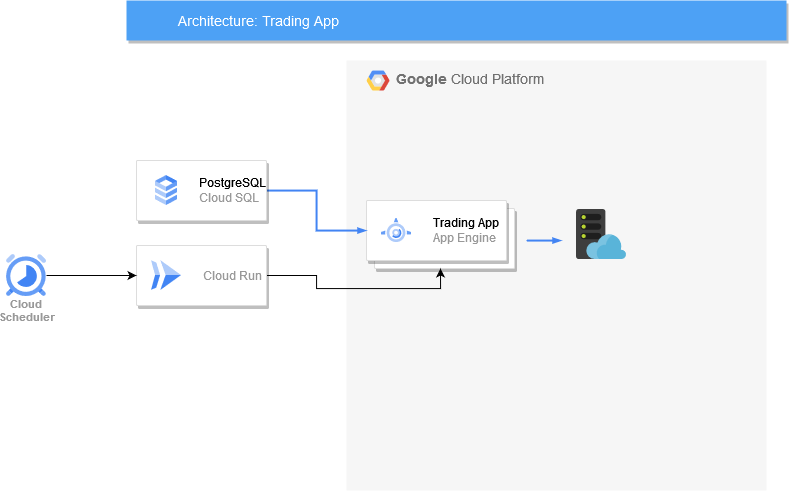 Architecture: Trading App
Google Cloud Platform
PostgreSQL
Cloud SQL
Trading App
App Engine
Cloud Run
Cloud
Scheduler